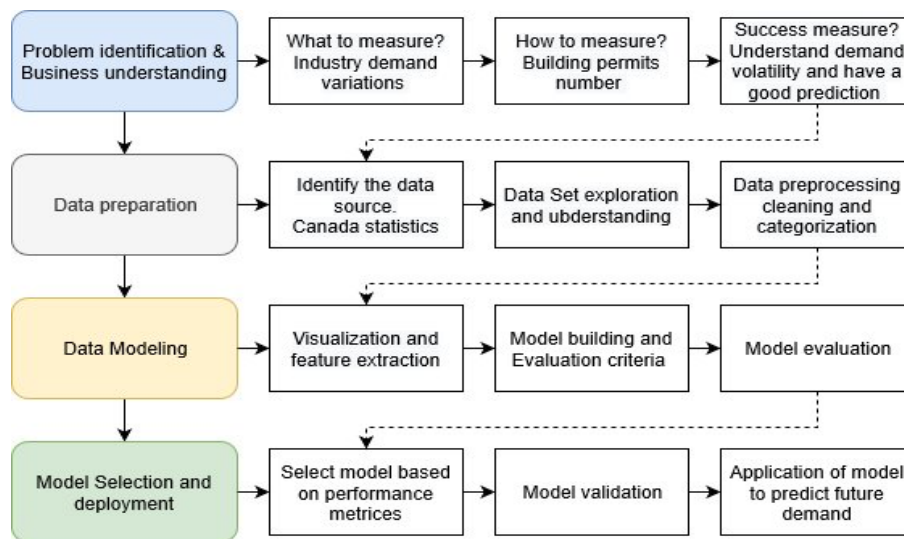 Problem identification &
Business understanding
What to measure?
Industry demand
variations
How to measure?
Building permits
number
Success measure?
Understand demand
volatility and have a
good prediction
Data preparation
Identify the data
source.
Canada statistics
Data Set exploration
and ubderstanding
Data preprocessing
cleaning and
categorization
Data Modeling
Visualization and
feature extraction
Model building and
Evaluation criteria
Model evaluation
Model Selection and
deployment
Select model based
on performance
metrices
Model validation
Application of model
to predict future
demand